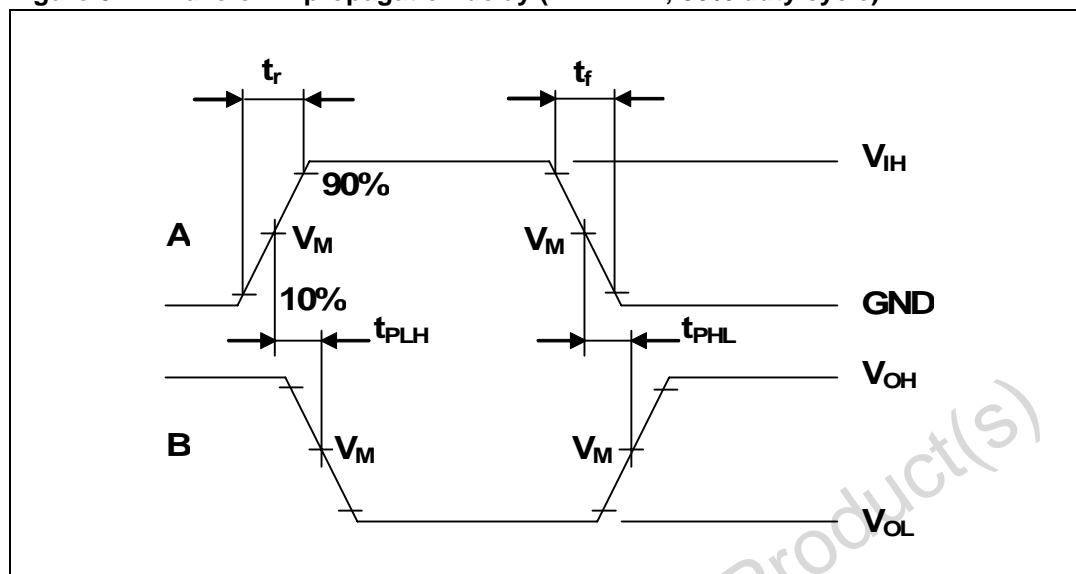 tr
tf
VIH
90%
A
VM
VM
10%
GND
tPLH
tPHL
VOH
B
VM
VM
VOL
Product(s)